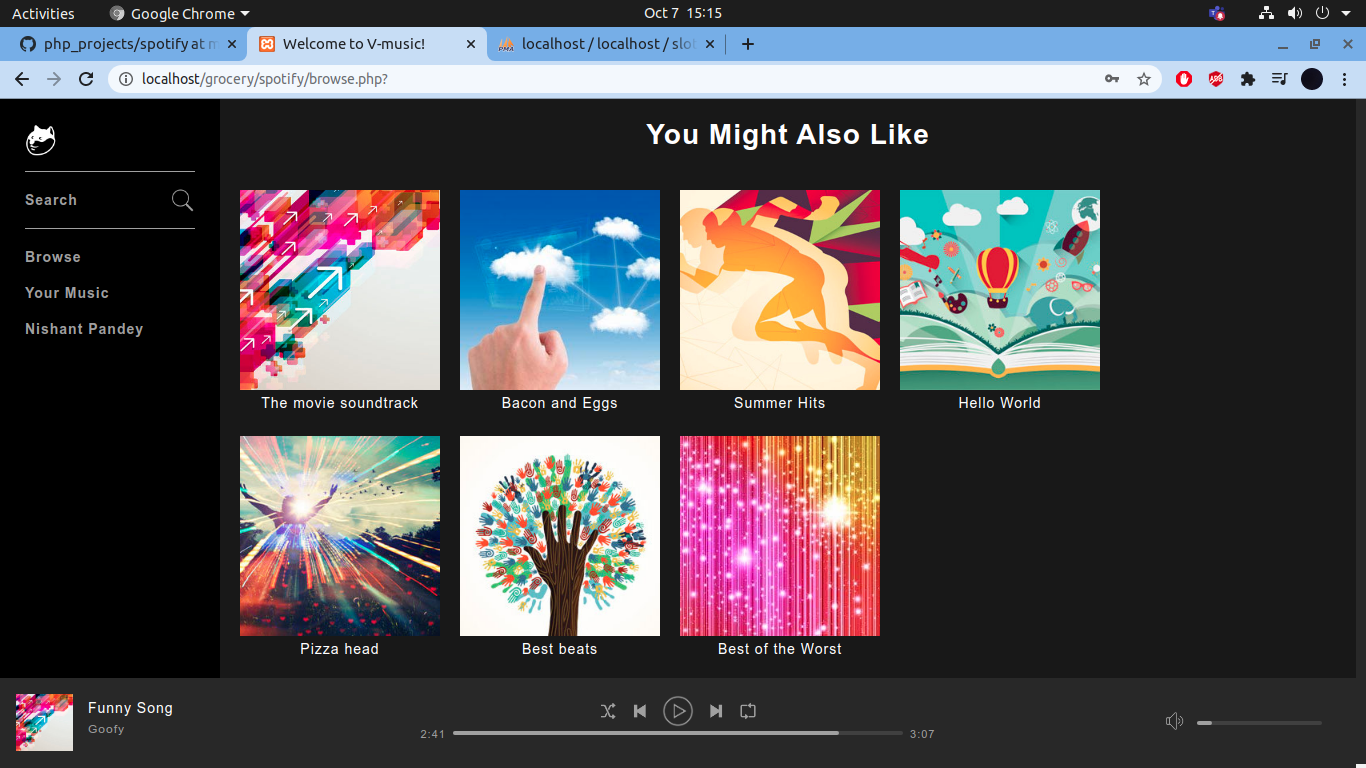 Activities
Google Chrome
Oct 7 15:15
php_projects/spotify at m
Welcome to V-music!
localhost / localhost / slot
localhost/grocery/spotify/browse.php?
You Might Also Like
Search
Browse
Your Music
Nishant Pandey
The movie soundtrack
Bacon and Eggs
Summer Hits
Hello World
Pizza head
Best beats
Best of the Worst
Funny Song
Goofy
2:41
3:07